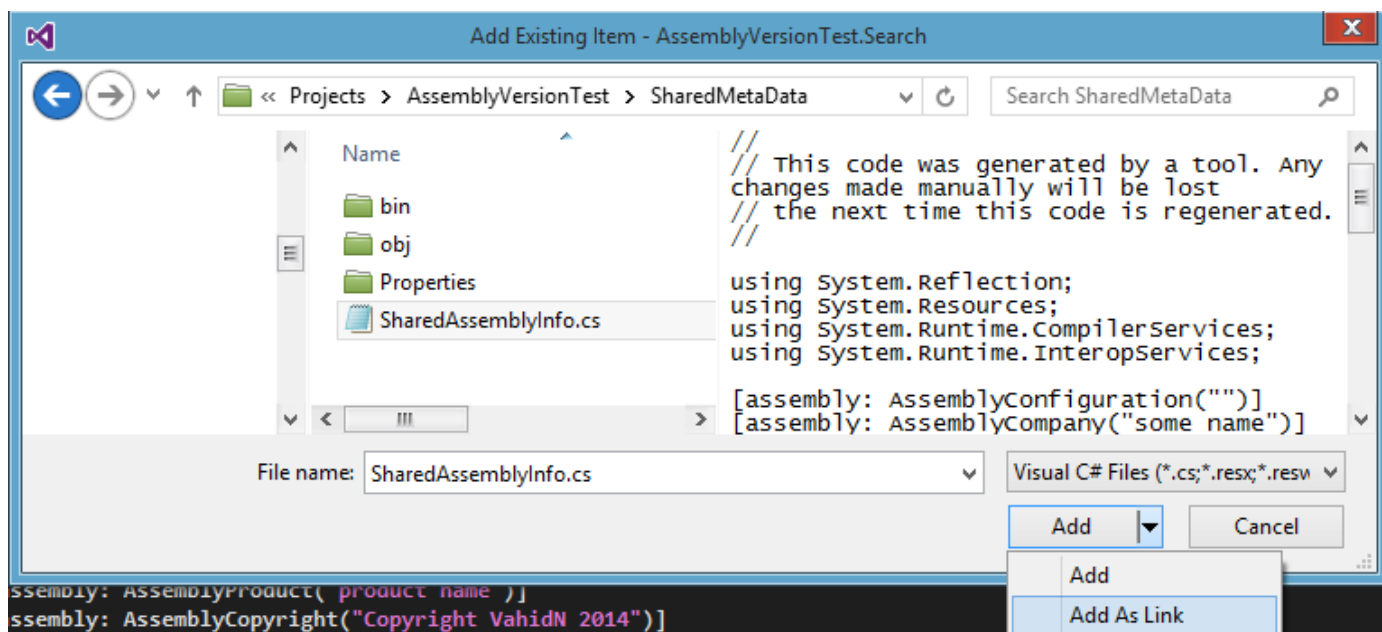 Add Existing Item - AssemblyVersionTest.Search
x
« Projects > AssemblyVersionTest > SharedMetaData
Search SharedMetaData
Name
bin
obj
Properties
SharedAssemblyInfo.cs
//
// This code was generated by a tool. Any
changes made manually will be lost
// the next time this code is regenerated.
//
using System.Reflection;
using System.Resources;
using System.Runtime.CompilerServices;
using System.Runtime.InteropServices;
[assembly: AssemblyConfiguration("")]
[assembly: AssemblyCompany("some name")]
File name: SharedAssemblyInfo.cs
Visual C# Files (*.cs;*.resx;*.resw
Add
Cancel
Add
Add As Link
ssembly: AssemblyProduct("product name")]
ssembly: AssemblyCopyright("Copyright VahidN 2014")]